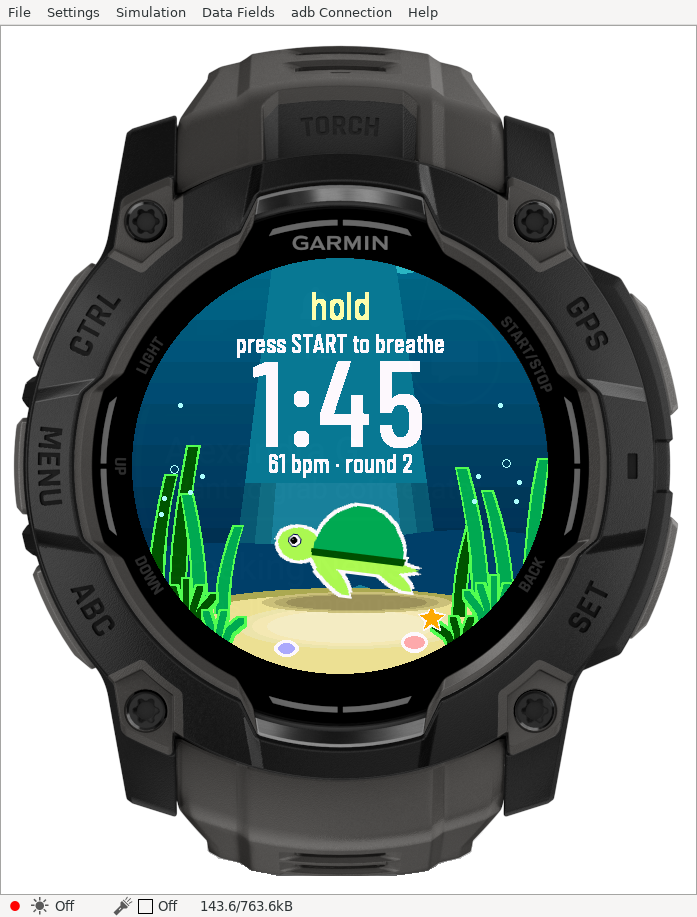 File Settings Simulation Data Fields adb Connection Help
TORCH
GARMIN
CTRL
GPS
LIGHT
START/STOP
hold
press START to breathe
1:45
61 bpm · round 2
MENU
UP
DOWN
BACK
ABC
SET
Off Off 143.6/763.6kB